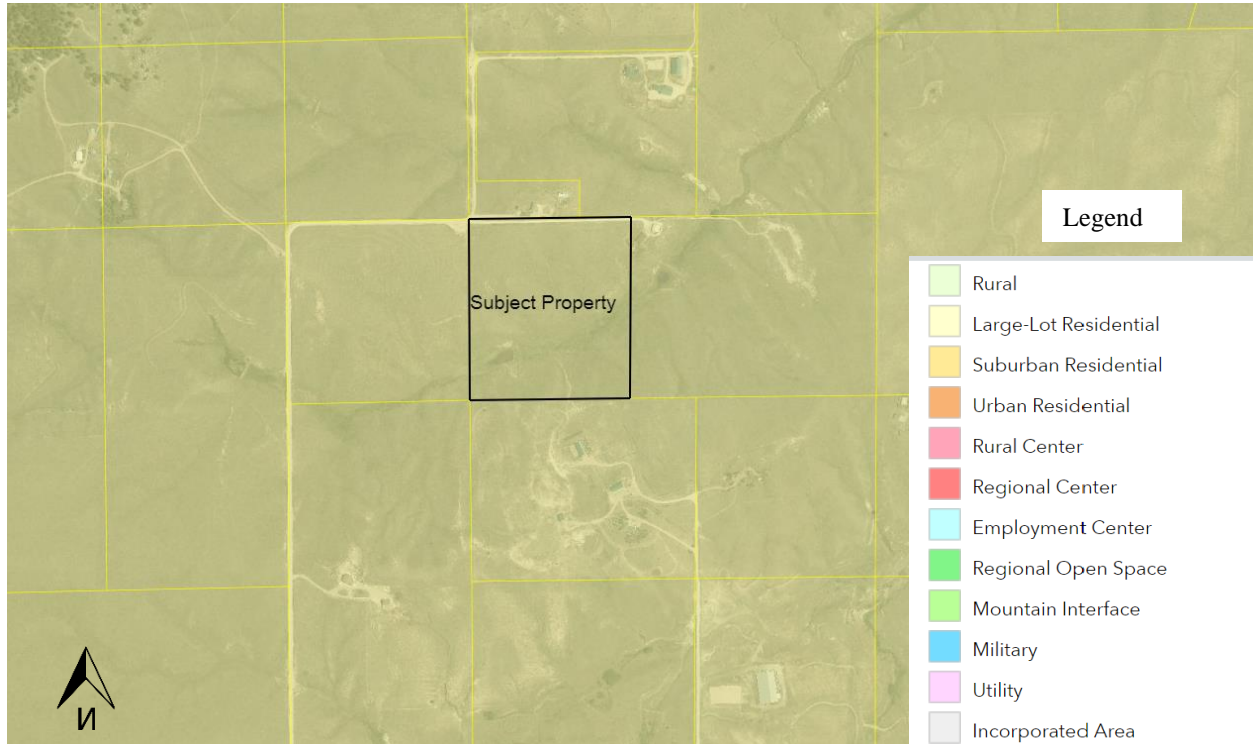 Subject Property
Legend
Rural
Large-Lot Residential
Suburban Residential
Urban Residential
Rural Center
Regional Center
Employment Center
Regional Open Space
Mountain Interface
Military
Utility
Incorporated Area
N